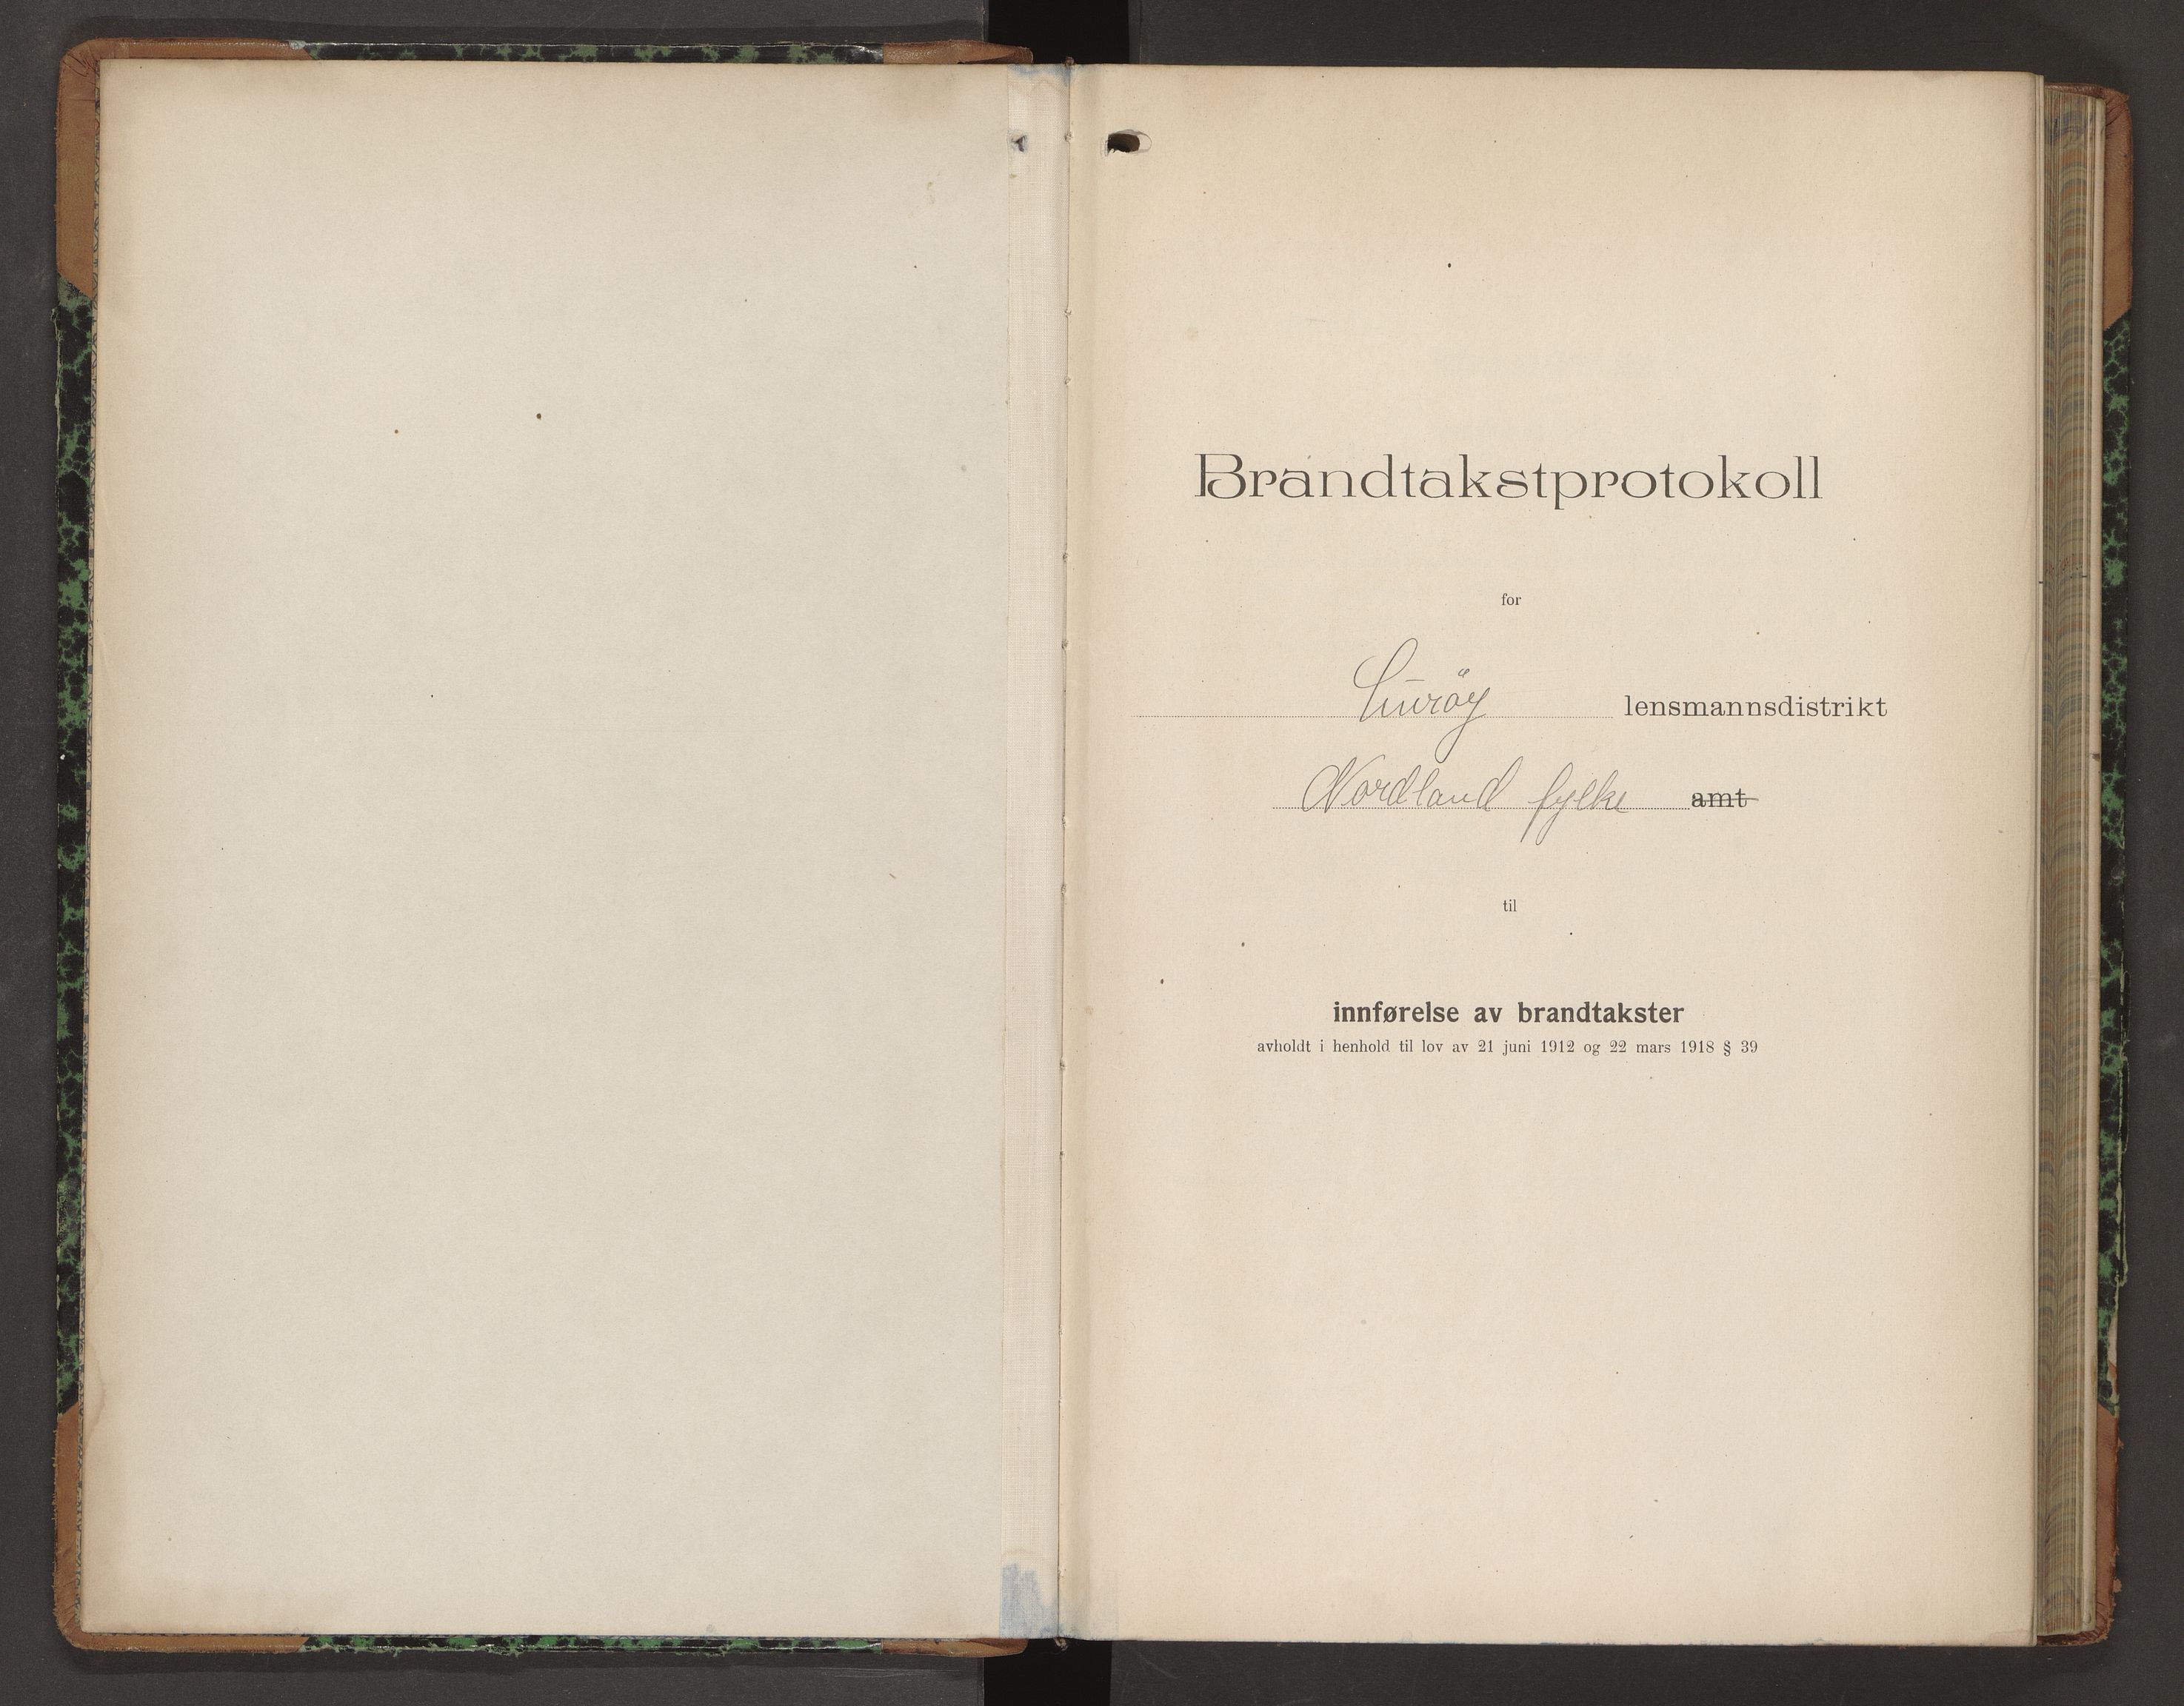 Brandtakstprotokoll
for
Luröy lensmannsdistrikt
Nordland fylke amt
til
innførelse av brandtakster
avholdt i henhold til lov av 21 juni 1912 og 22 mars 1918 § 39